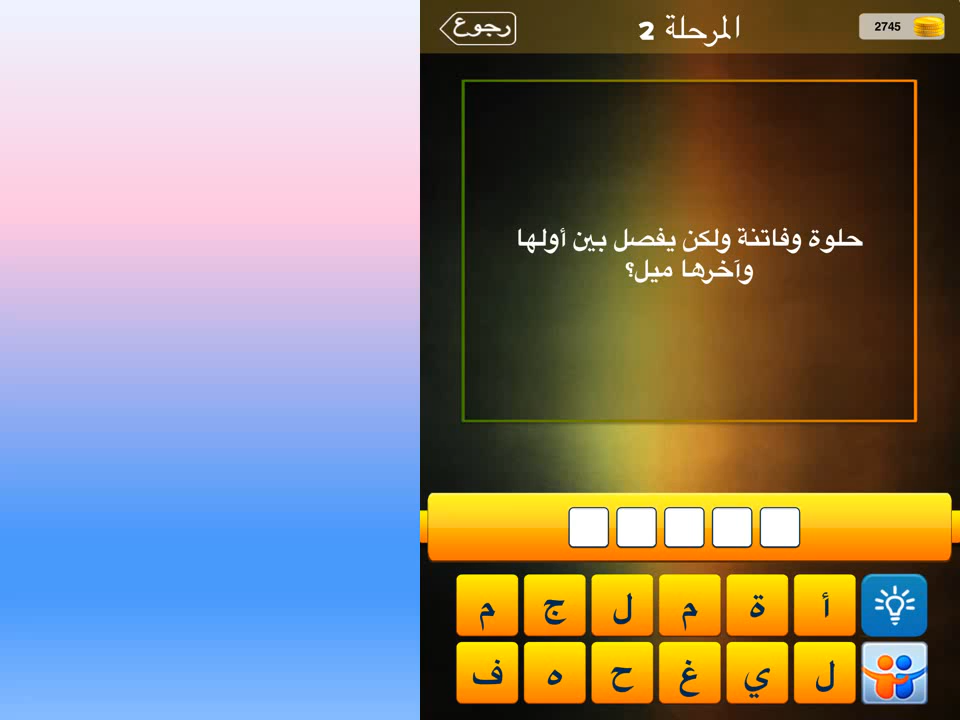 رجوع
المرحلة 2
2745
حلوة وفاتنة ولكن يفصل بين أولها
وآخرها ميل؟
م ج ل م ة أ
ف ه ح غ ي ل